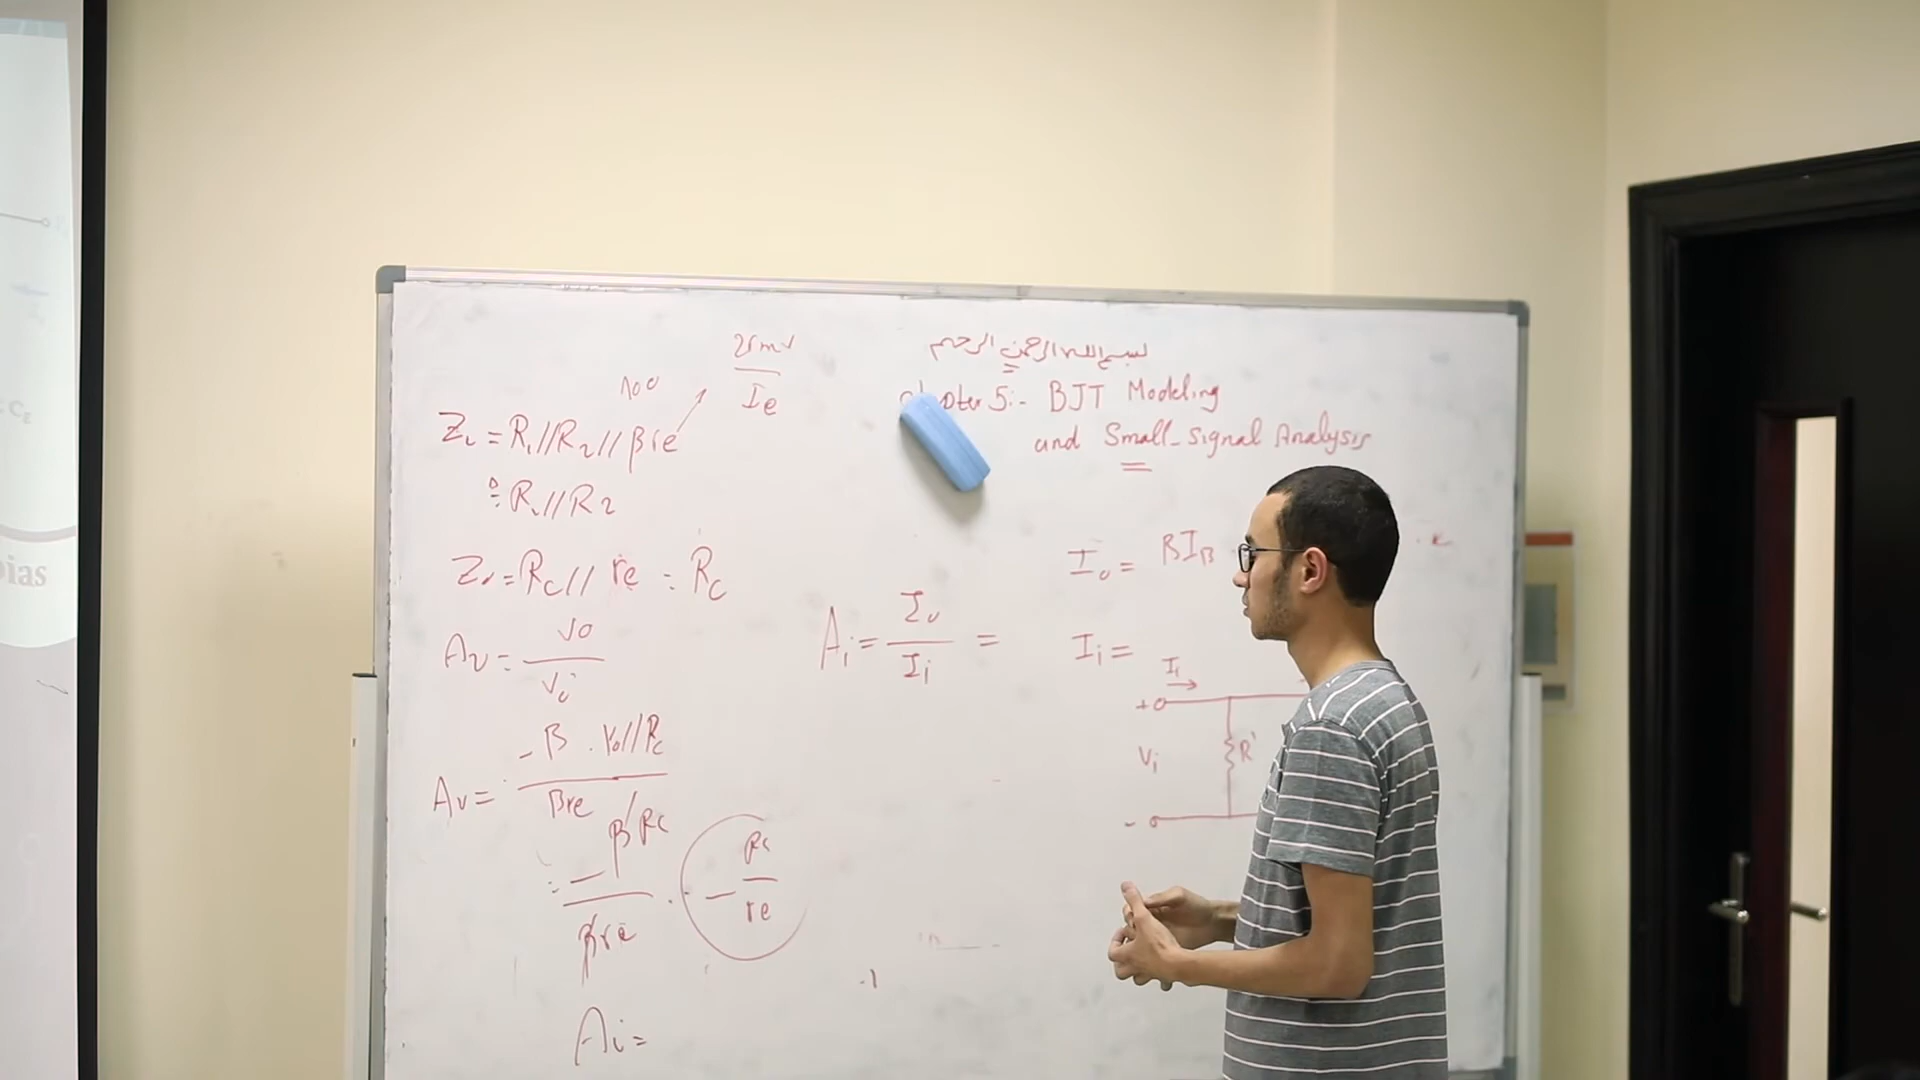 بسم الله الرحمن الرحيم
Chapter 5:- BJT Modeling
and Small-Signal Analysis
25mv
Ie
100
Zi = R1//R2//βre
≅ R1//R2
Zo = RC//re = RC
Av = Vo
Vi
Av = -β . ro//Rc
βre
= -βRc
βre
- Rc
re
Ai =
Ai = Io
Ii
=
Io = βIB
Ii =
Ii
+
Vi
R'
-
CE
bias